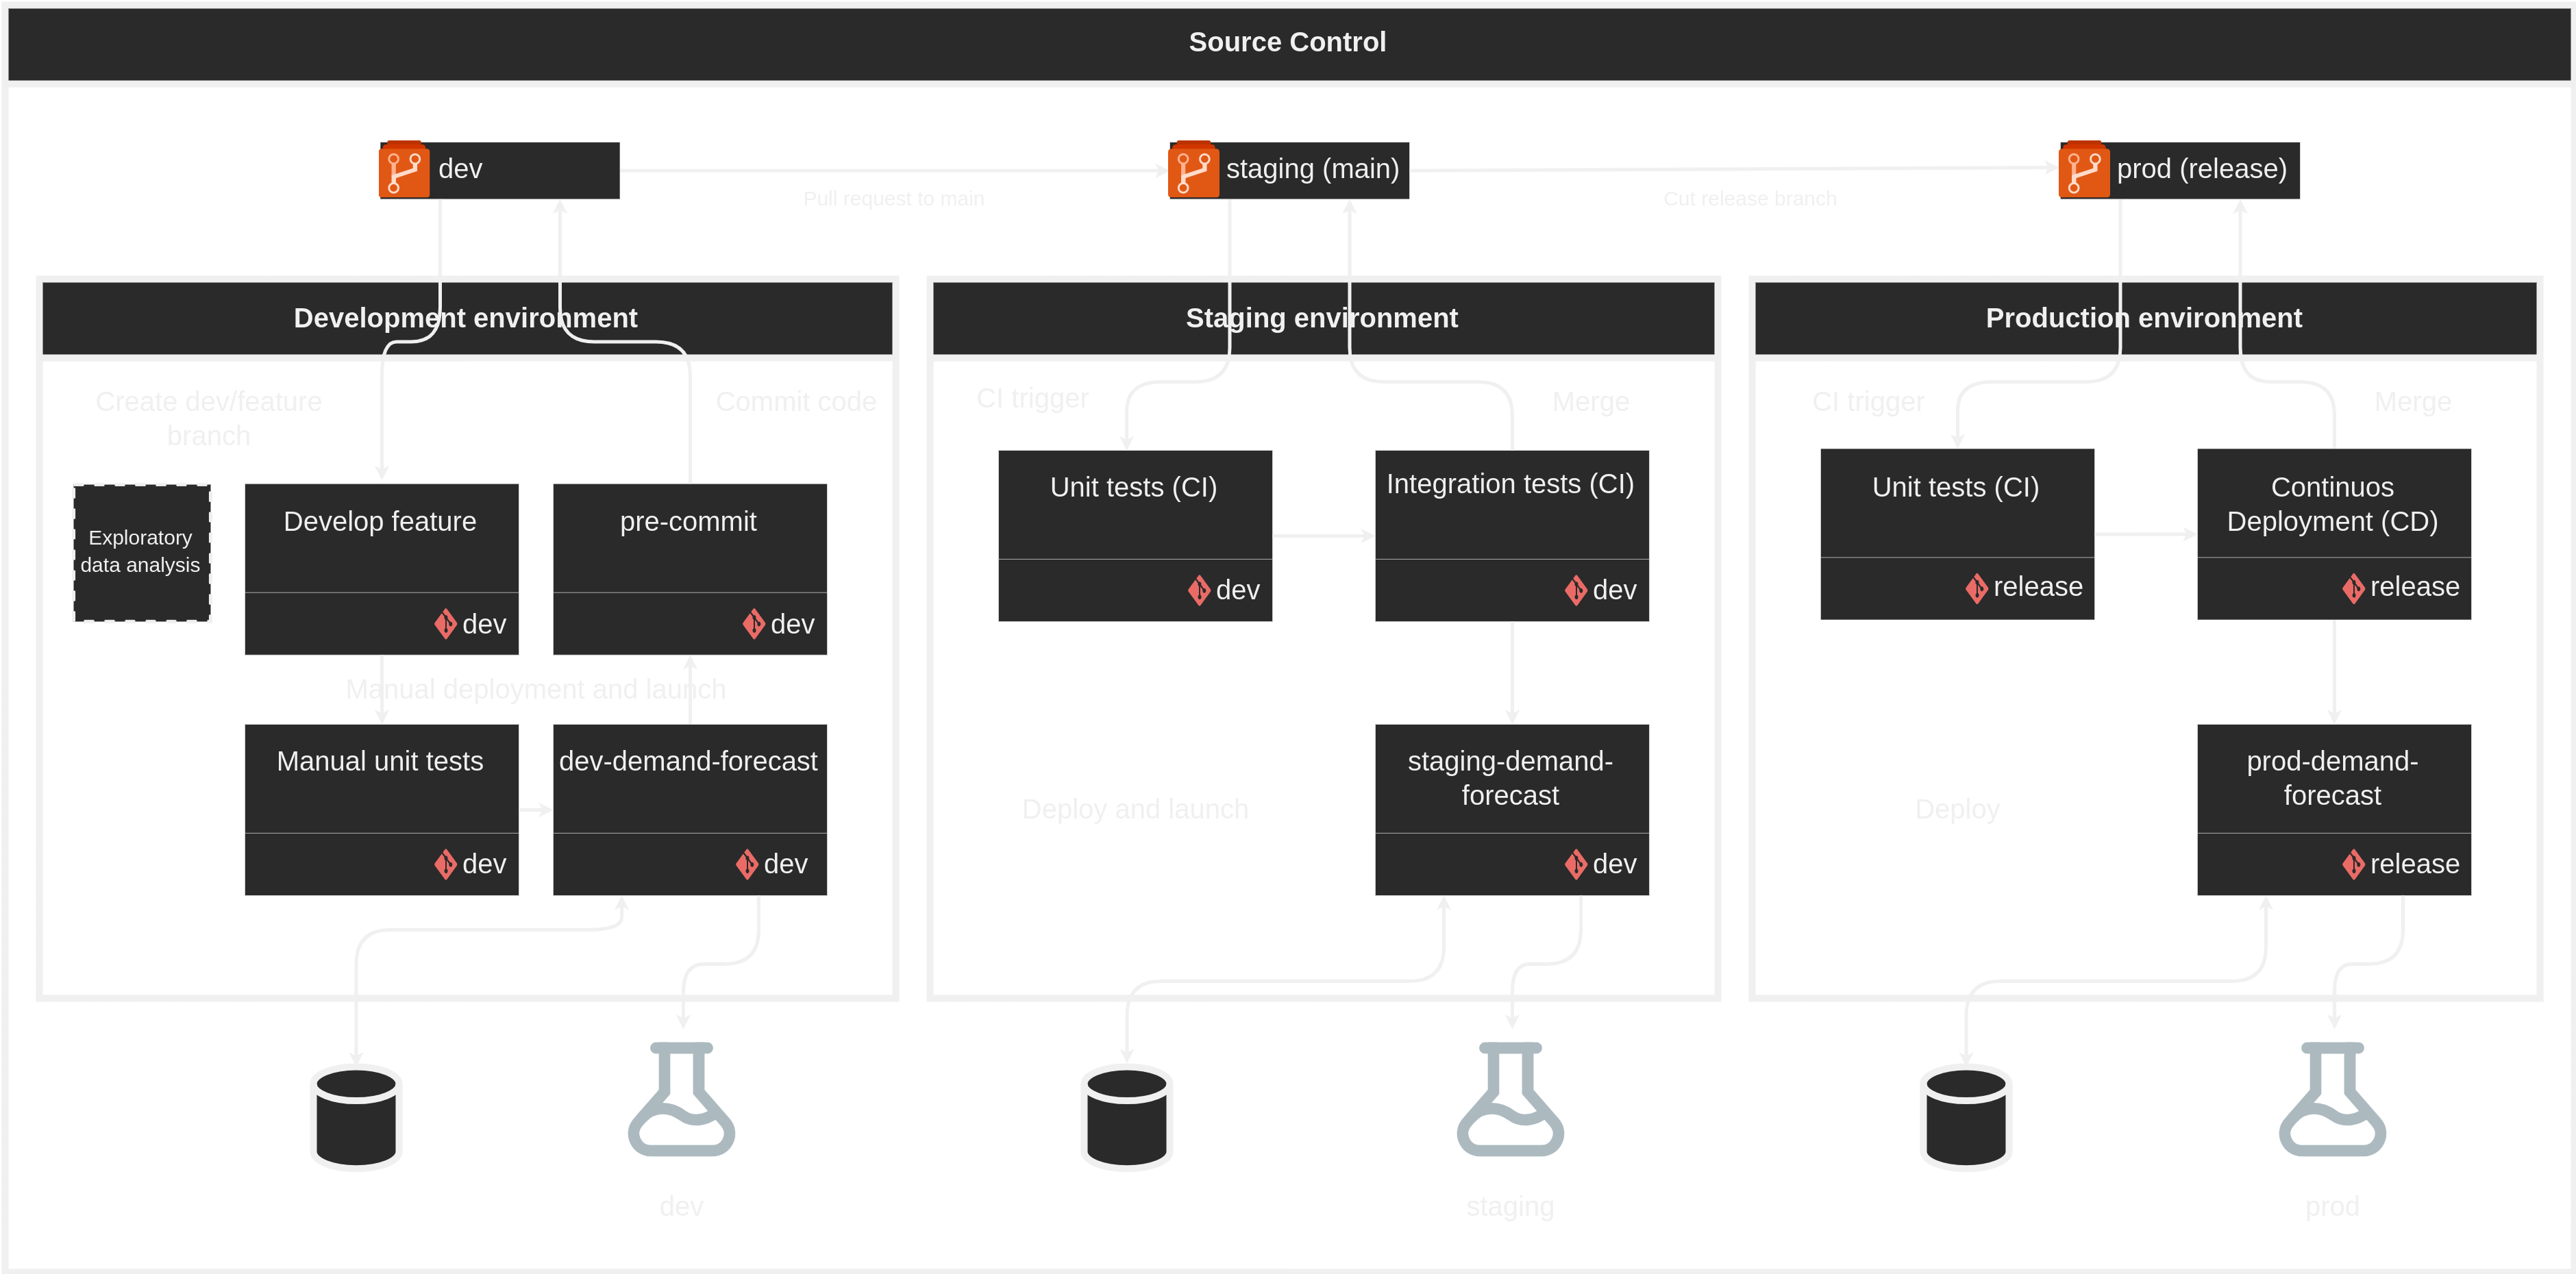 Source Control
dev
Pull request to main
staging (main)
Cut release branch
prod (release)
Development environment
Create dev/feature
branch
Commit code
Exploratory
data analysis
Develop feature
dev
pre-commit
dev
Manual deployment and launch
Manual unit tests
dev
dev-demand-forecast
dev
dev
Staging environment
CI trigger
Merge
Unit tests (CI)
dev
Integration tests (CI)
dev
Deploy and launch
staging-demand-
forecast
dev
staging
Production environment
CI trigger
Merge
Unit tests (CI)
release
Continuos
Deployment (CD)
release
Deploy
prod-demand-
forecast
release
prod